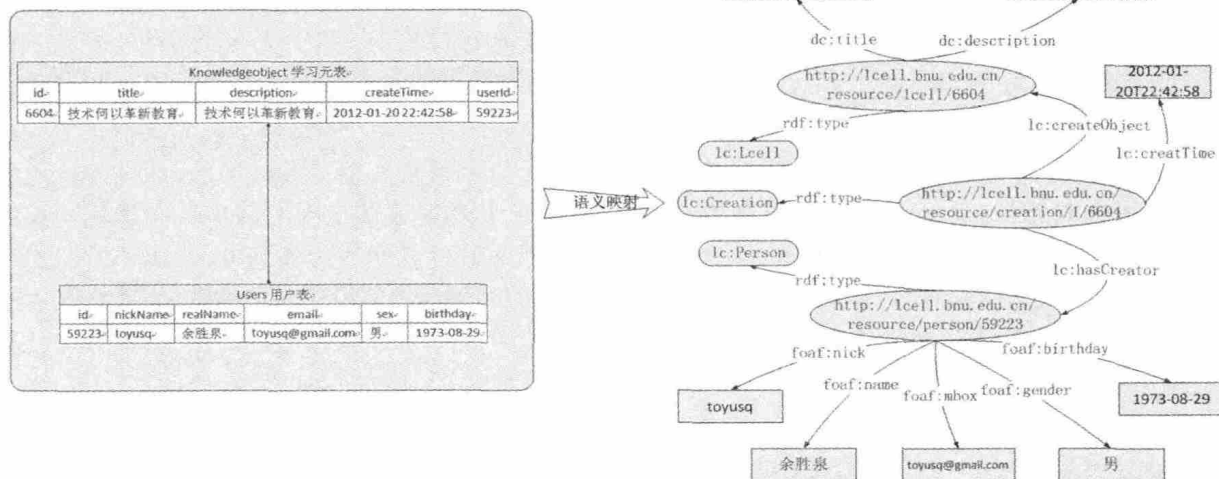 Knowledgeobject 学习元表
id title description createTime userId
6604 技术何以革新教育 技术何以革新教育 2012-01-20 22:42:58 59223
Users 用户表
id nickName realName email sex birthday
59223 toyusq 余胜泉 toyusq@gmail.com 男 1973-08-29
语义映射
dc:title
dc:description
http://lcell.bnu.edu.cn/
resource/lcell/6604
2012-01-
20T22:42:58
rdf:type
lc:createObject
lc:creatTime
lc:Lcell
lc:Creation
rdf:type
http://lcell.bnu.edu.cn/
resource/creation/1/6604
lc:Person
rdf:type
lc:hasCreator
http://lcell.bnu.edu.cn/
resource/person/59223
foaf:nick
foaf:name
foaf:mbox
foaf:gender
foaf:birthday
toyusq
1973-08-29
余胜泉
toyusq@gmail.com
男